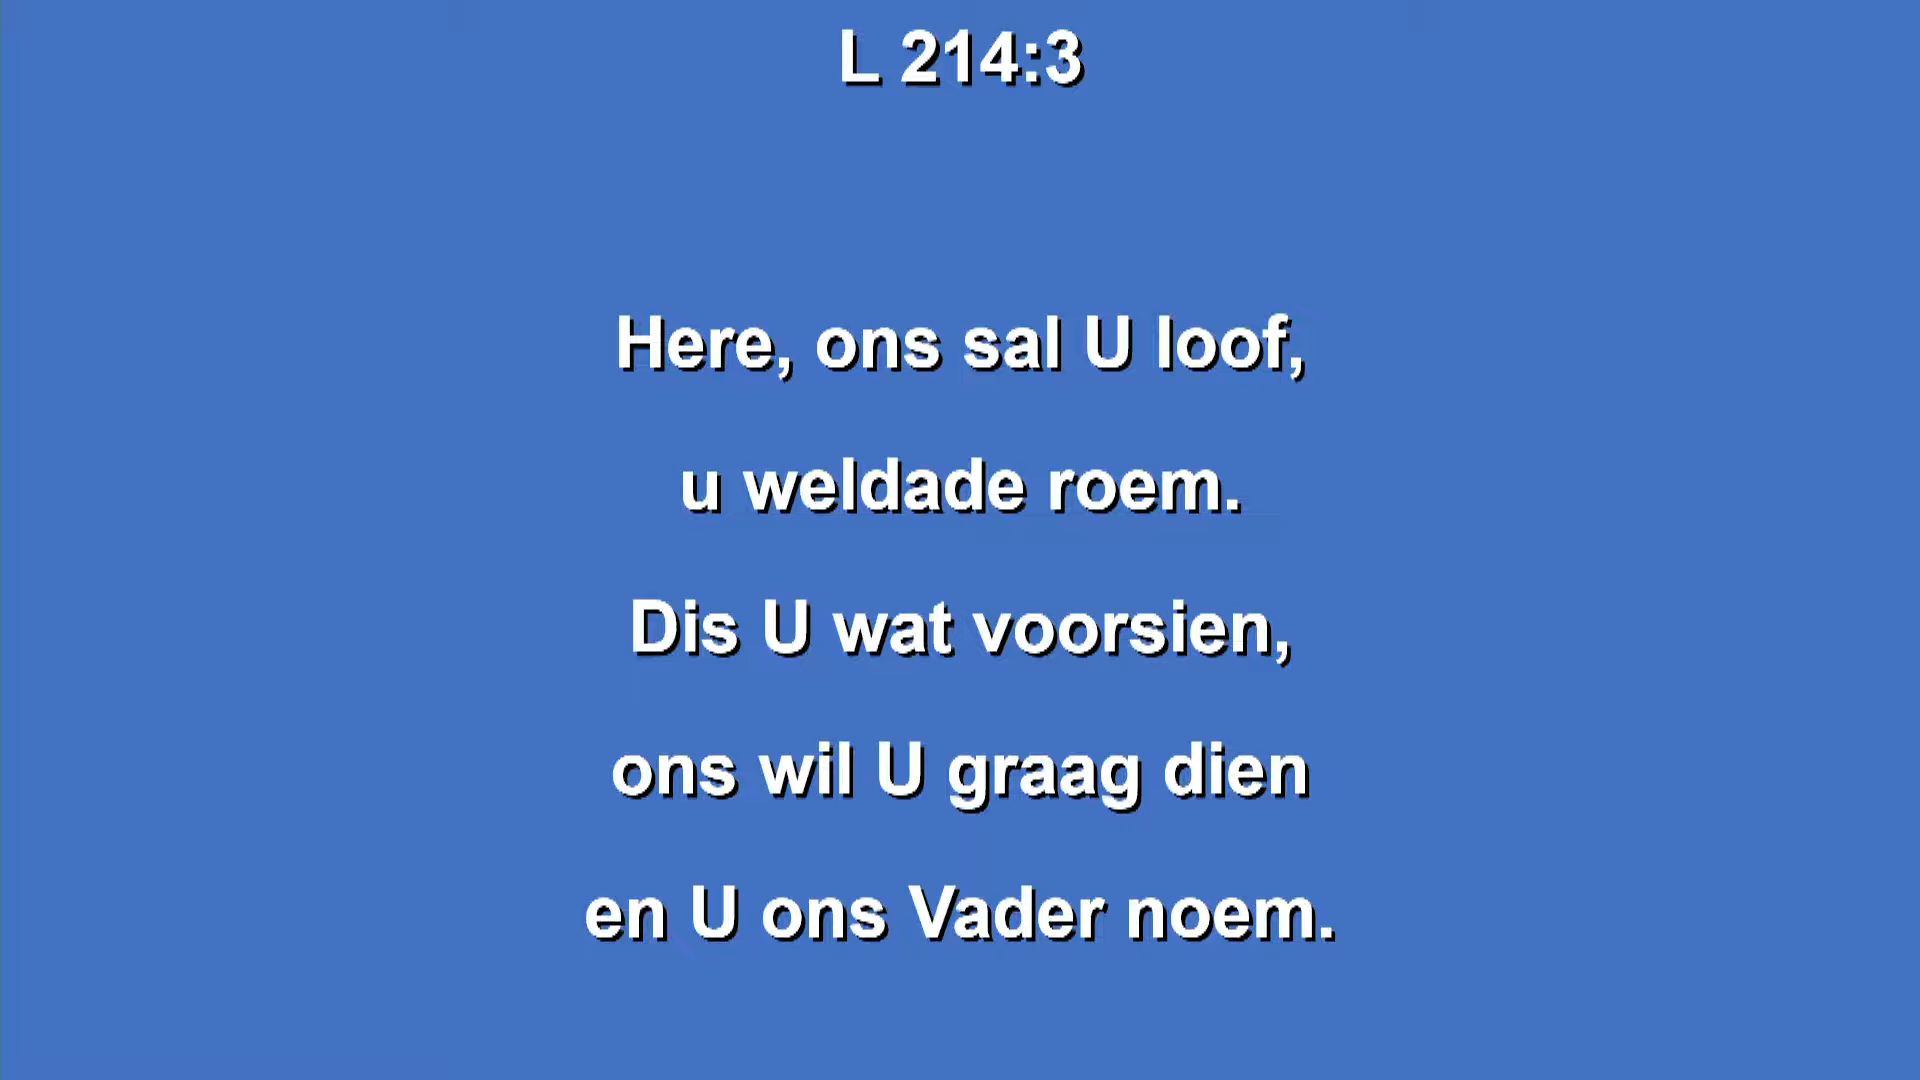 L 214:3
Here, ons sal U loof,
u weldade roem.
Dis U wat voorsien,
ons wil U graag dien
en U ons Vader noem.